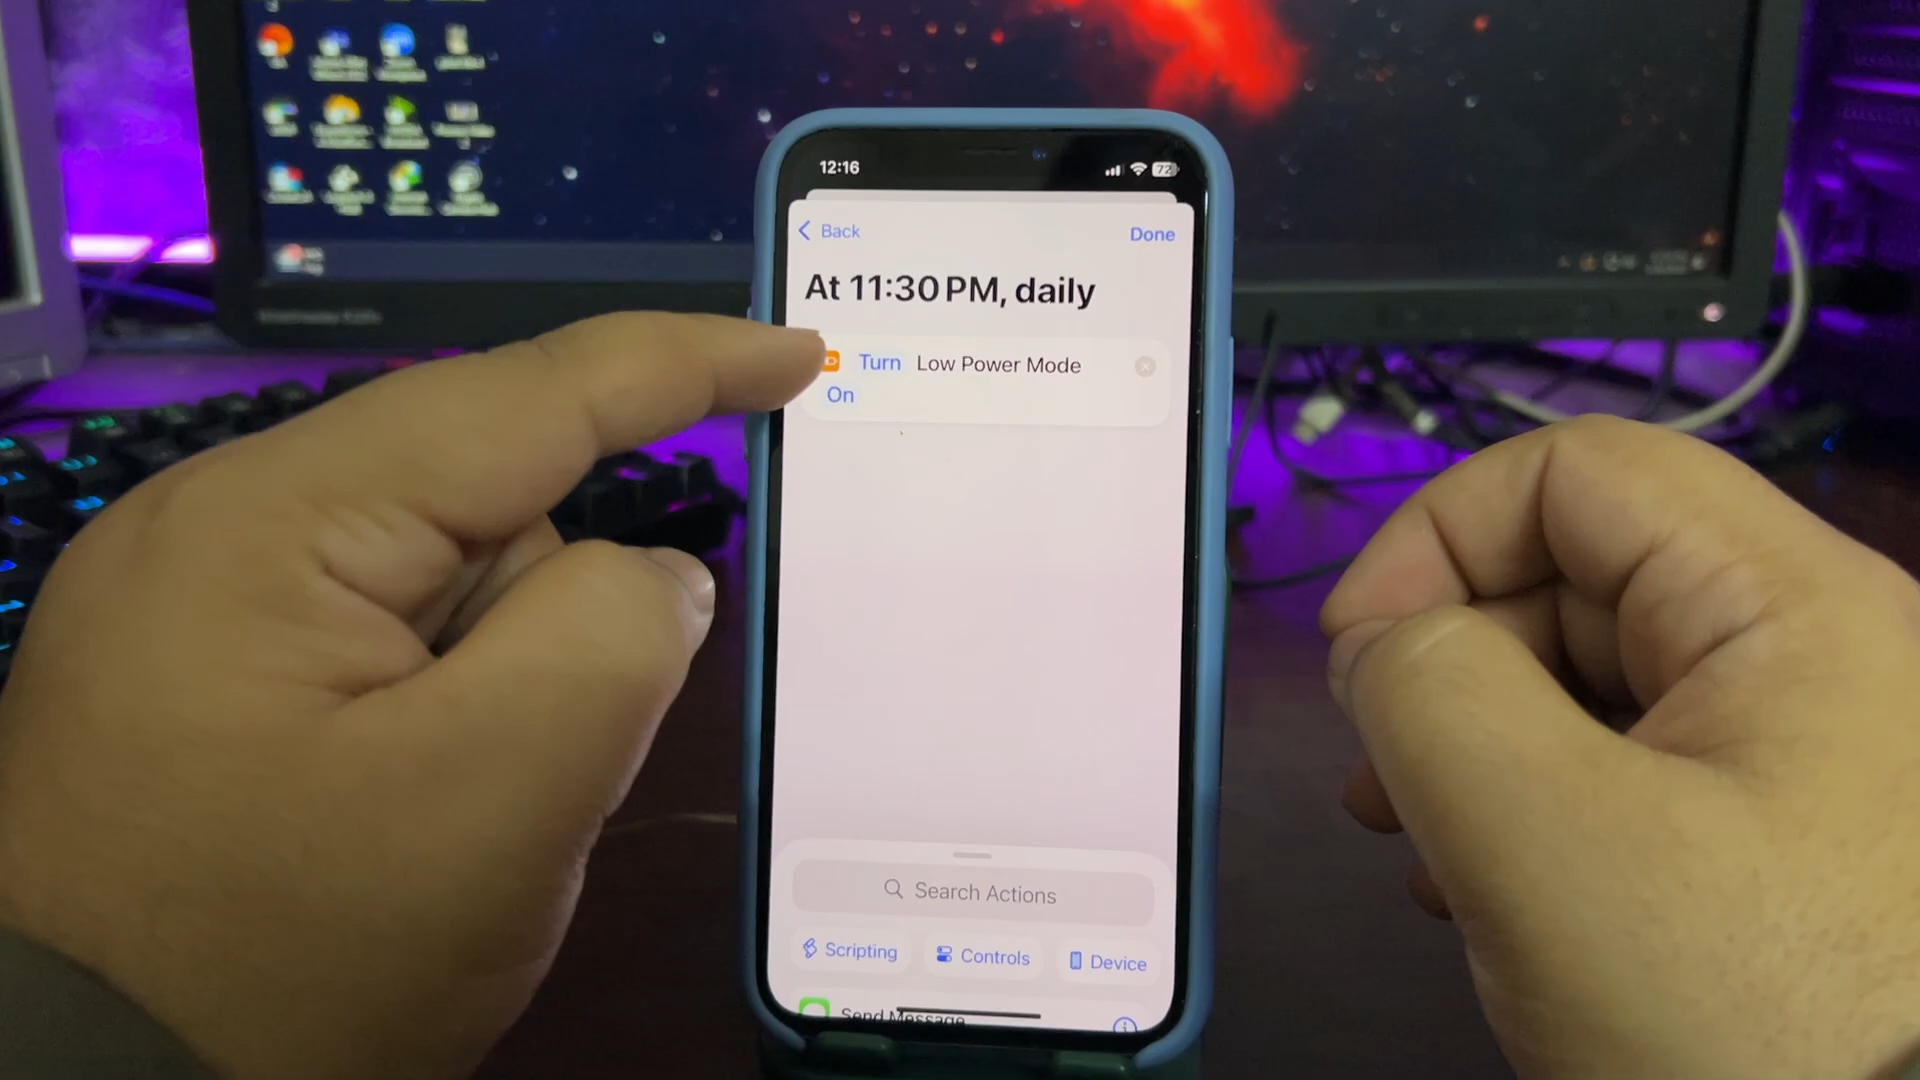 12:16
72
Back
Done
At 11:30 PM, daily
Turn Low Power Mode
On
Search Actions
Scripting
Controls
Device
Send Message